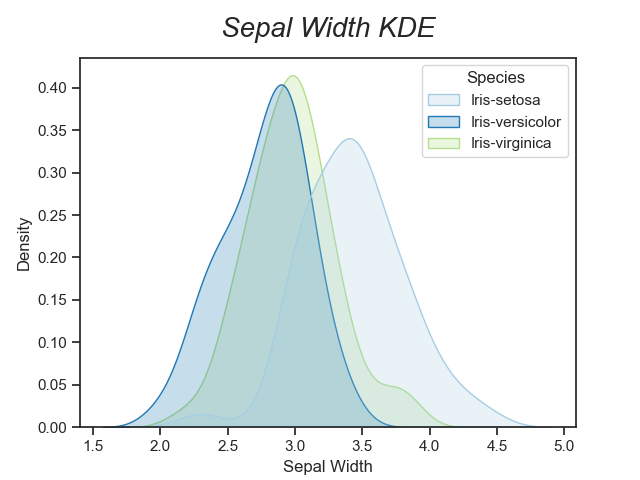 Sepal Width KDE
Species
Iris-setosa
Iris-versicolor
Iris-virginica
0.40
0.35
0.30
0.25
0.20
0.15
0.10
0.05
0.00
Density
1.5 2.0 2.5 3.0 3.5 4.0 4.5 5.0
Sepal Width